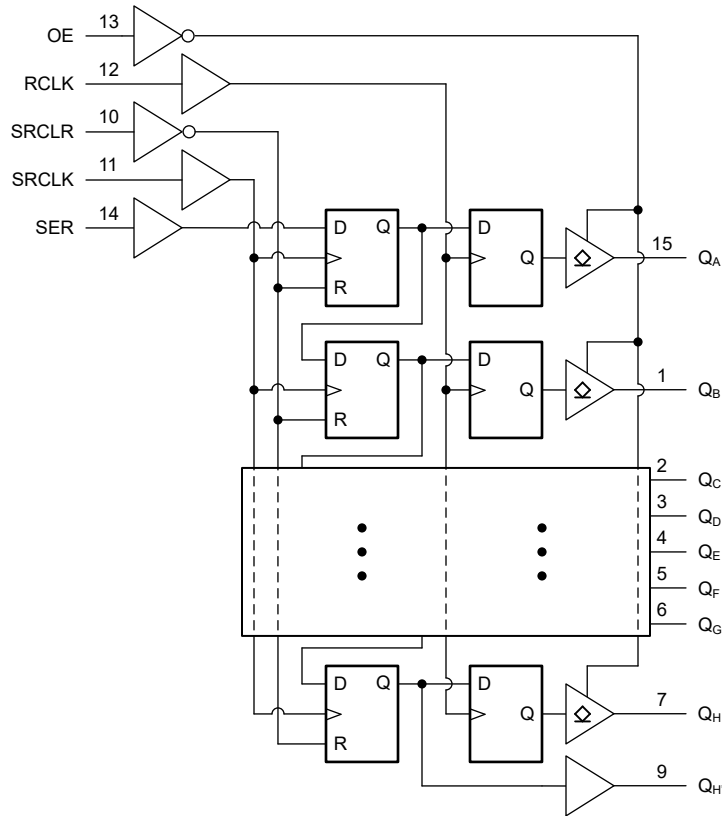 OE 13
RCLK 12
SRCLR 10
SRCLK 11
SER 14
D Q
R
D
Q
15 QA
D Q
R
D
Q
1 QB
2 QC
3 QD
4 QE
5 QF
6 QG
D Q
R
D
Q
7 QH
9 QH'